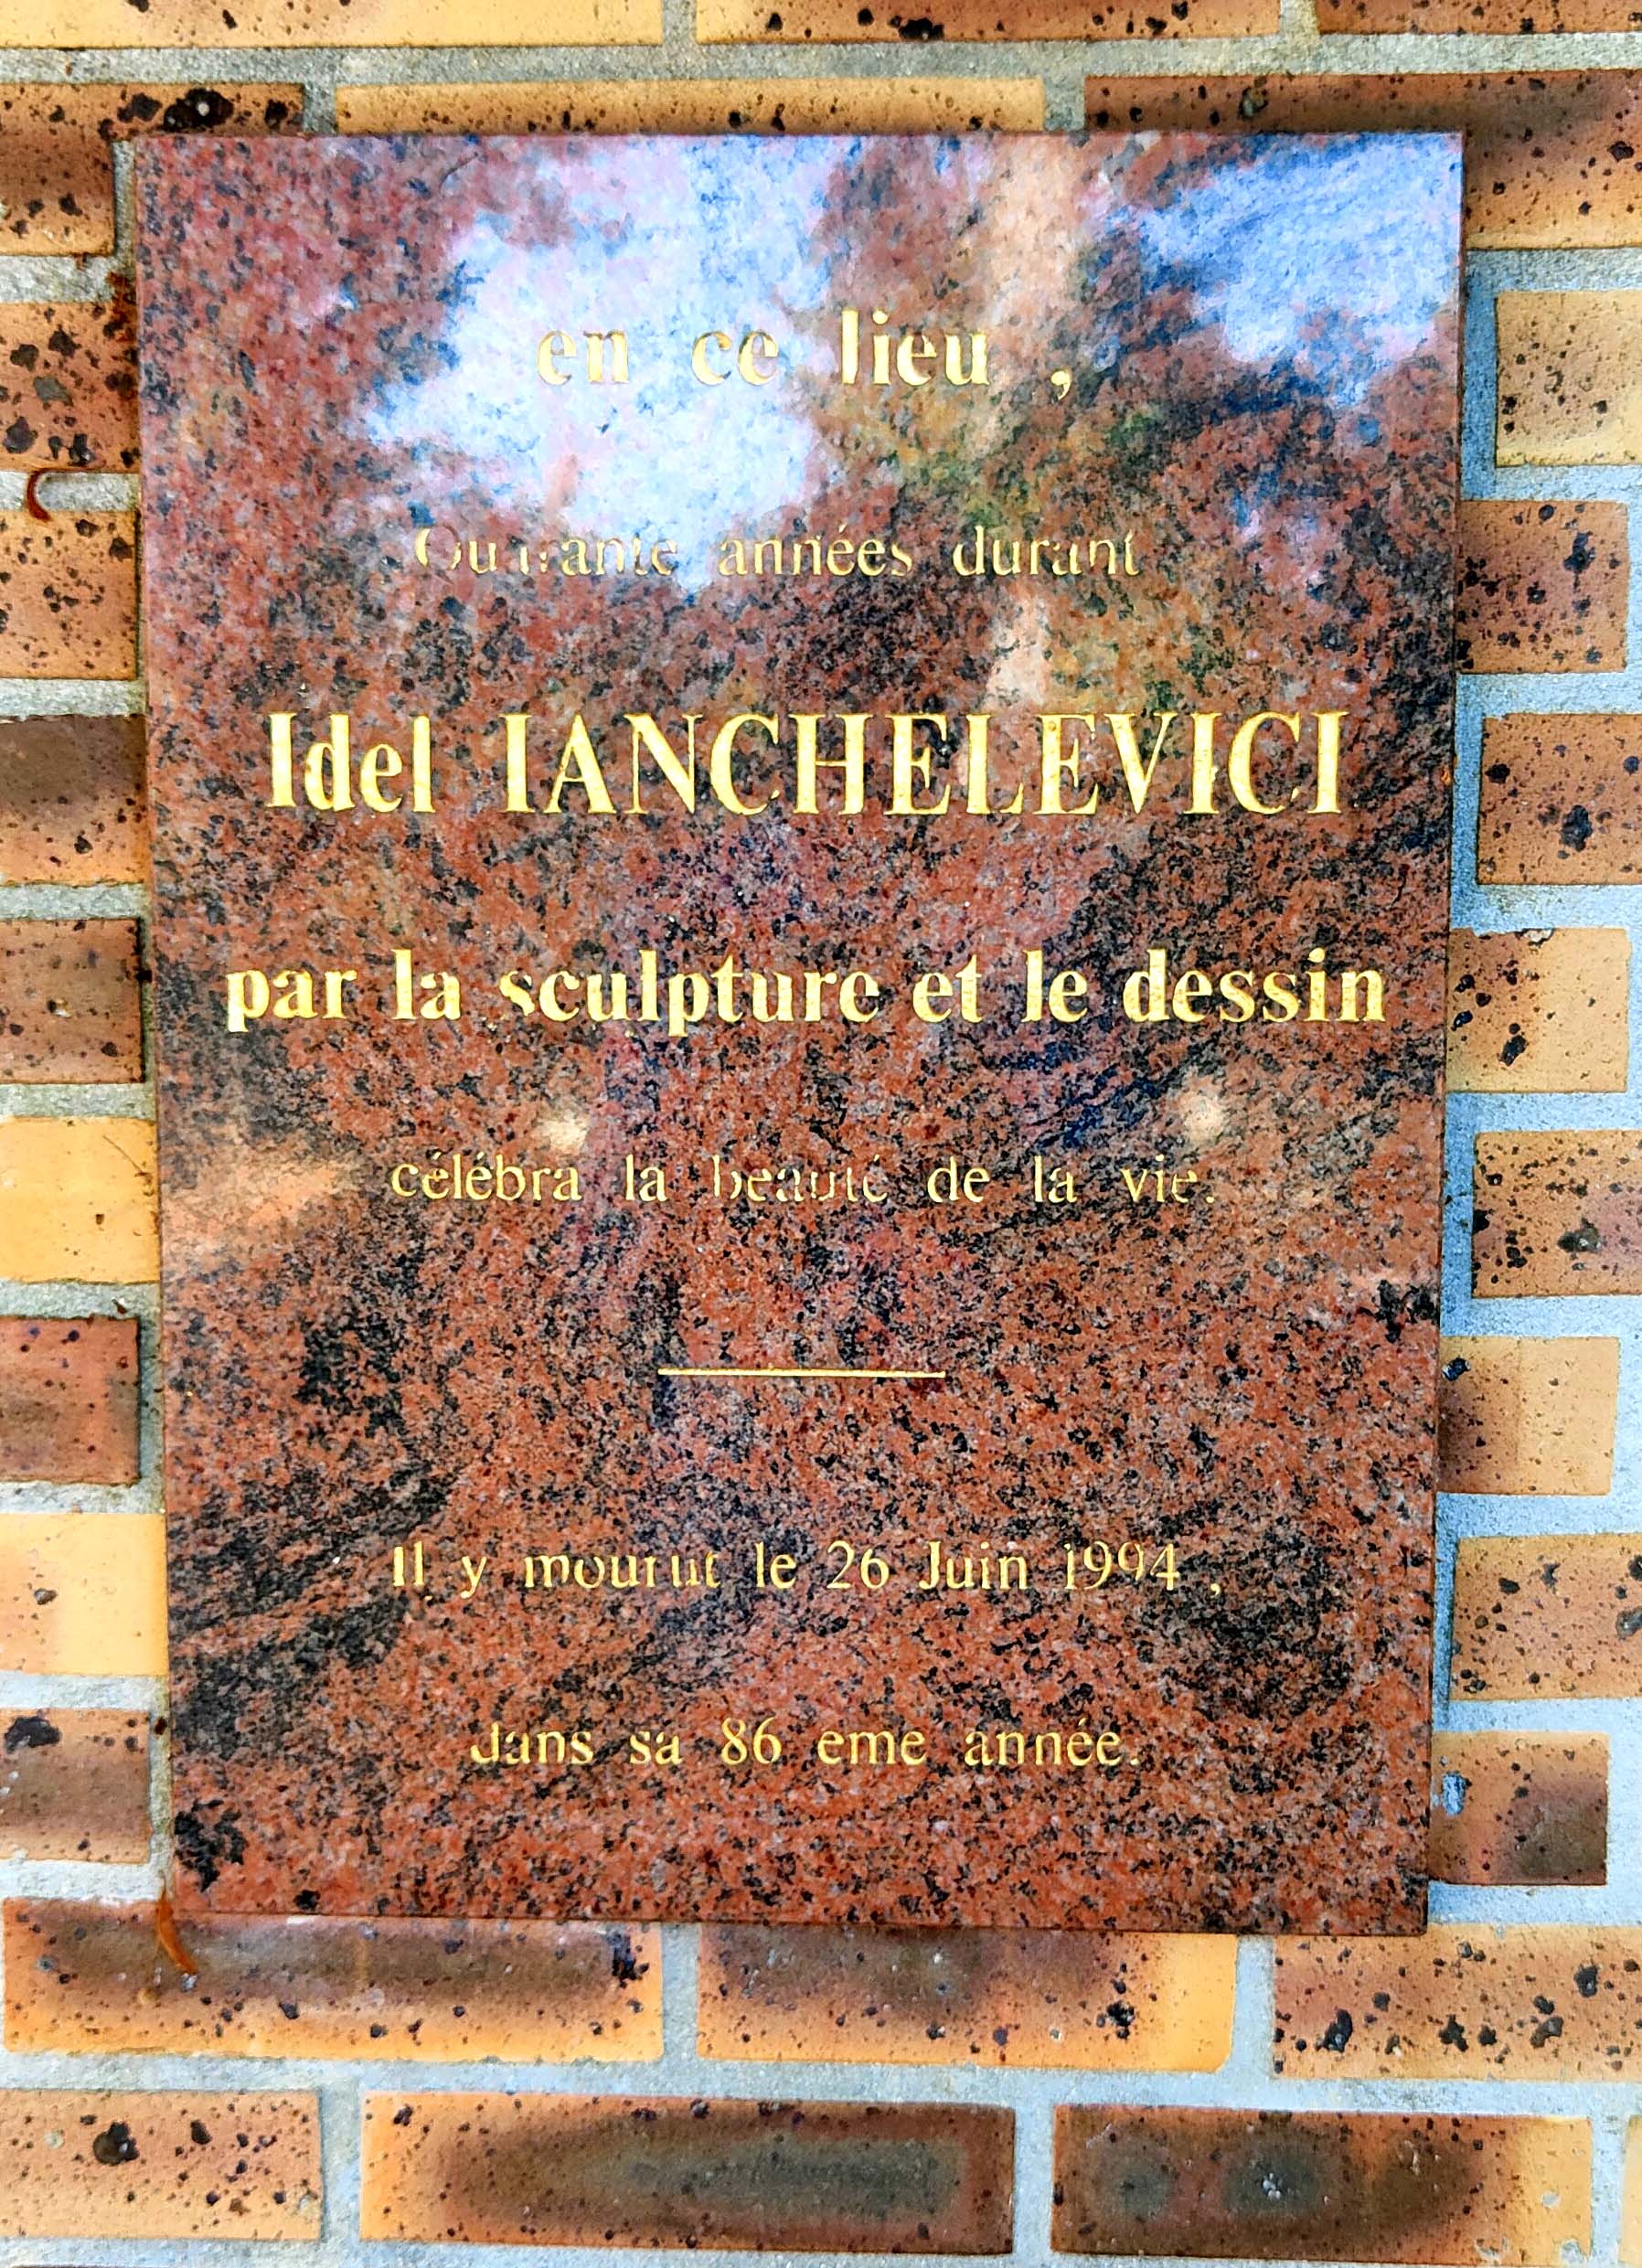 en ce lieu ,
Quarante années durant
Idel IANCHELEVICI
par la sculpture et le dessin
célébra la beauté de la vie.
Il y mourut le 26 Juin 1994 ,
dans sa 86 eme année.